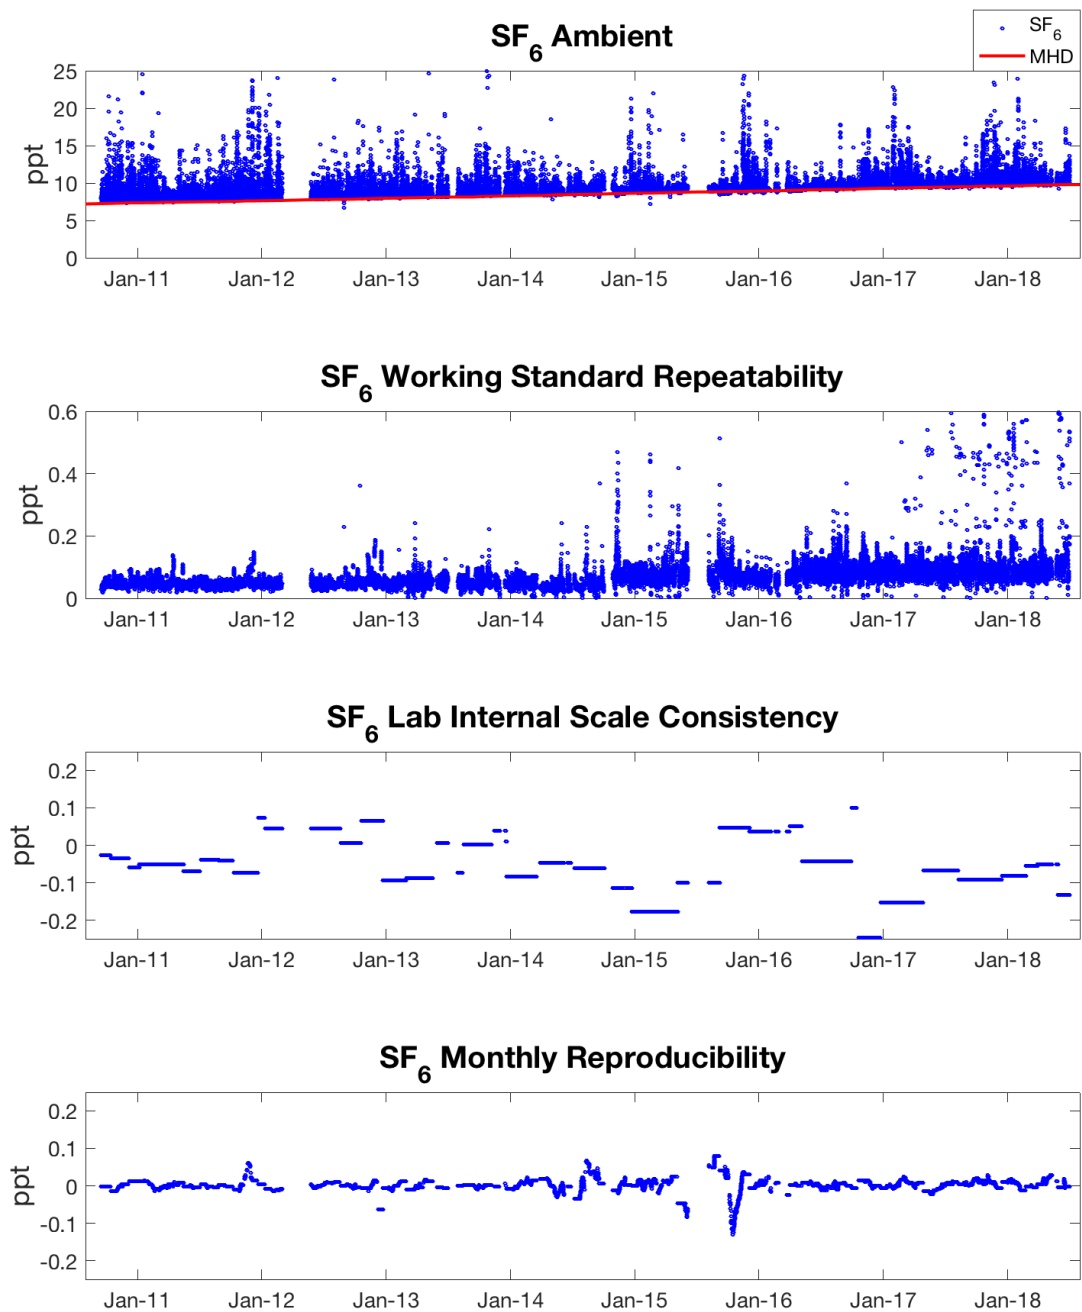 SF6 Ambient
SF6
MHD
ppt
25
20
15
10
5
0
Jan-11 Jan-12 Jan-13 Jan-14 Jan-15 Jan-16 Jan-17 Jan-18
SF6 Working Standard Repeatability
ppt
0.6
0.4
0.2
0
Jan-11 Jan-12 Jan-13 Jan-14 Jan-15 Jan-16 Jan-17 Jan-18
SF6 Lab Internal Scale Consistency
ppt
0.2
0.1
0
-0.1
-0.2
Jan-11 Jan-12 Jan-13 Jan-14 Jan-15 Jan-16 Jan-17 Jan-18
SF6 Monthly Reproducibility
ppt
0.2
0.1
0
-0.1
-0.2
Jan-11 Jan-12 Jan-13 Jan-14 Jan-15 Jan-16 Jan-17 Jan-18